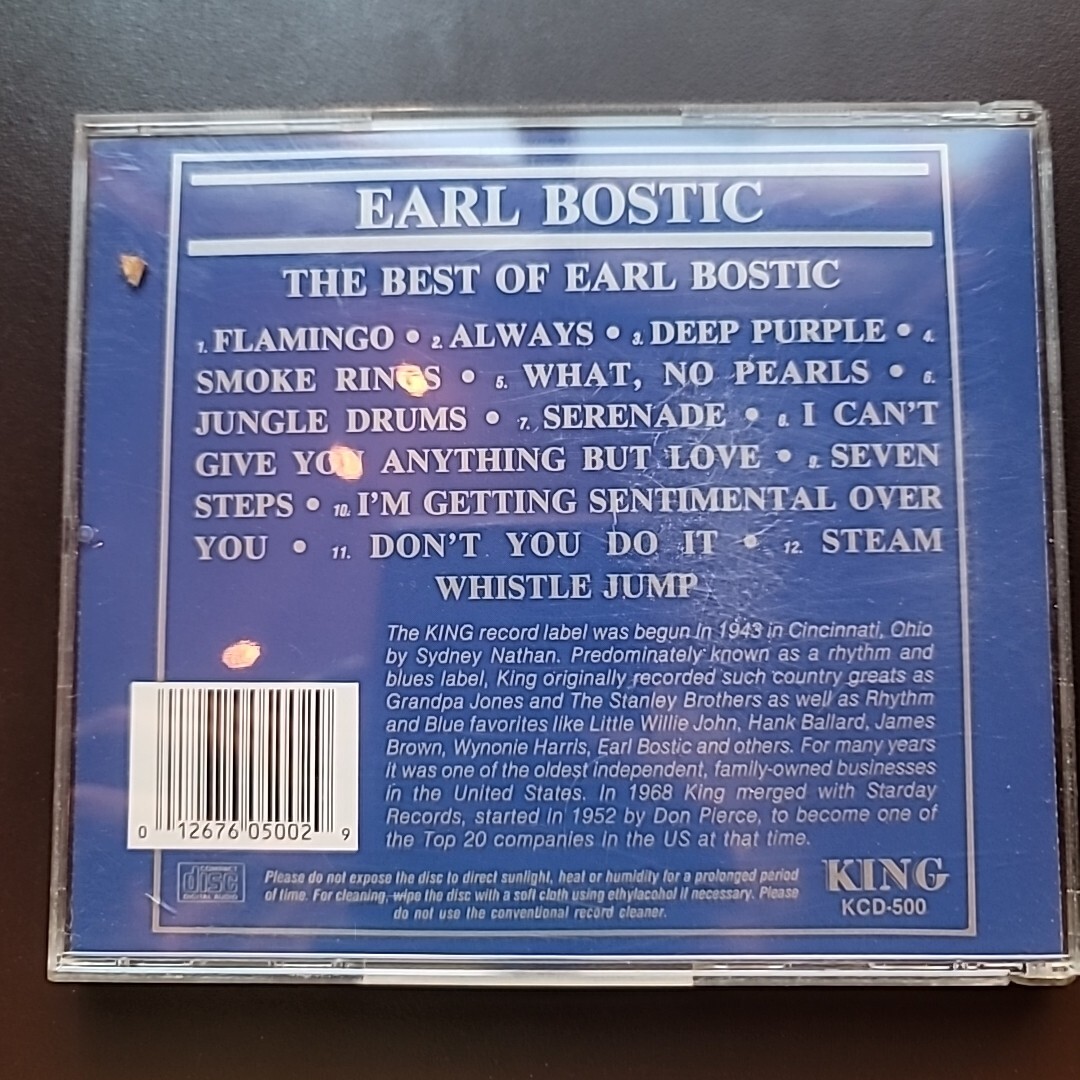 EARL BOSTIC
THE BEST OF EARL BOSTIC
1. FLAMINGO • 2. ALWAYS • 3. DEEP PURPLE • 4.
SMOKE RINGS • 5. WHAT, NO PEARLS • 6.
JUNGLE DRUMS • 7. SERENADE • 8. I CAN'T
GIVE YOU ANYTHING BUT LOVE • 9. SEVEN
STEPS • 10. I'M GETTING SENTIMENTAL OVER
YOU • 11. DON'T YOU DO IT • 12. STEAM
WHISTLE JUMP
The KING record label was begun in 1943 in Cincinnati, Ohio
by Sydney Nathan. Predominately known as a rhythm and
blues label, King originally recorded such country greats as
Grandpa Jones and The Stanley Brothers as well as Rhythm
and Blue favorites like Little Willie John, Hank Ballard, James
Brown, Wynonie Harris, Earl Bostic and others. For many years
it was one of the oldest independent, family-owned businesses
in the United States. In 1968 King merged with Starday
Records, started in 1952 by Don Pierce, to become one of
the Top 20 companies in the US at that time.
0 12676 05002 9
COMPACT
disc
DIGITAL AUDIO
Please do not expose the disc to direct sunlight, heat or humidity for a prolonged period
of time. For cleaning, wipe the disc with a soft cloth using ethylacohol if necessary. Please
do not use the conventional record cleaner.
KING
KCD-500